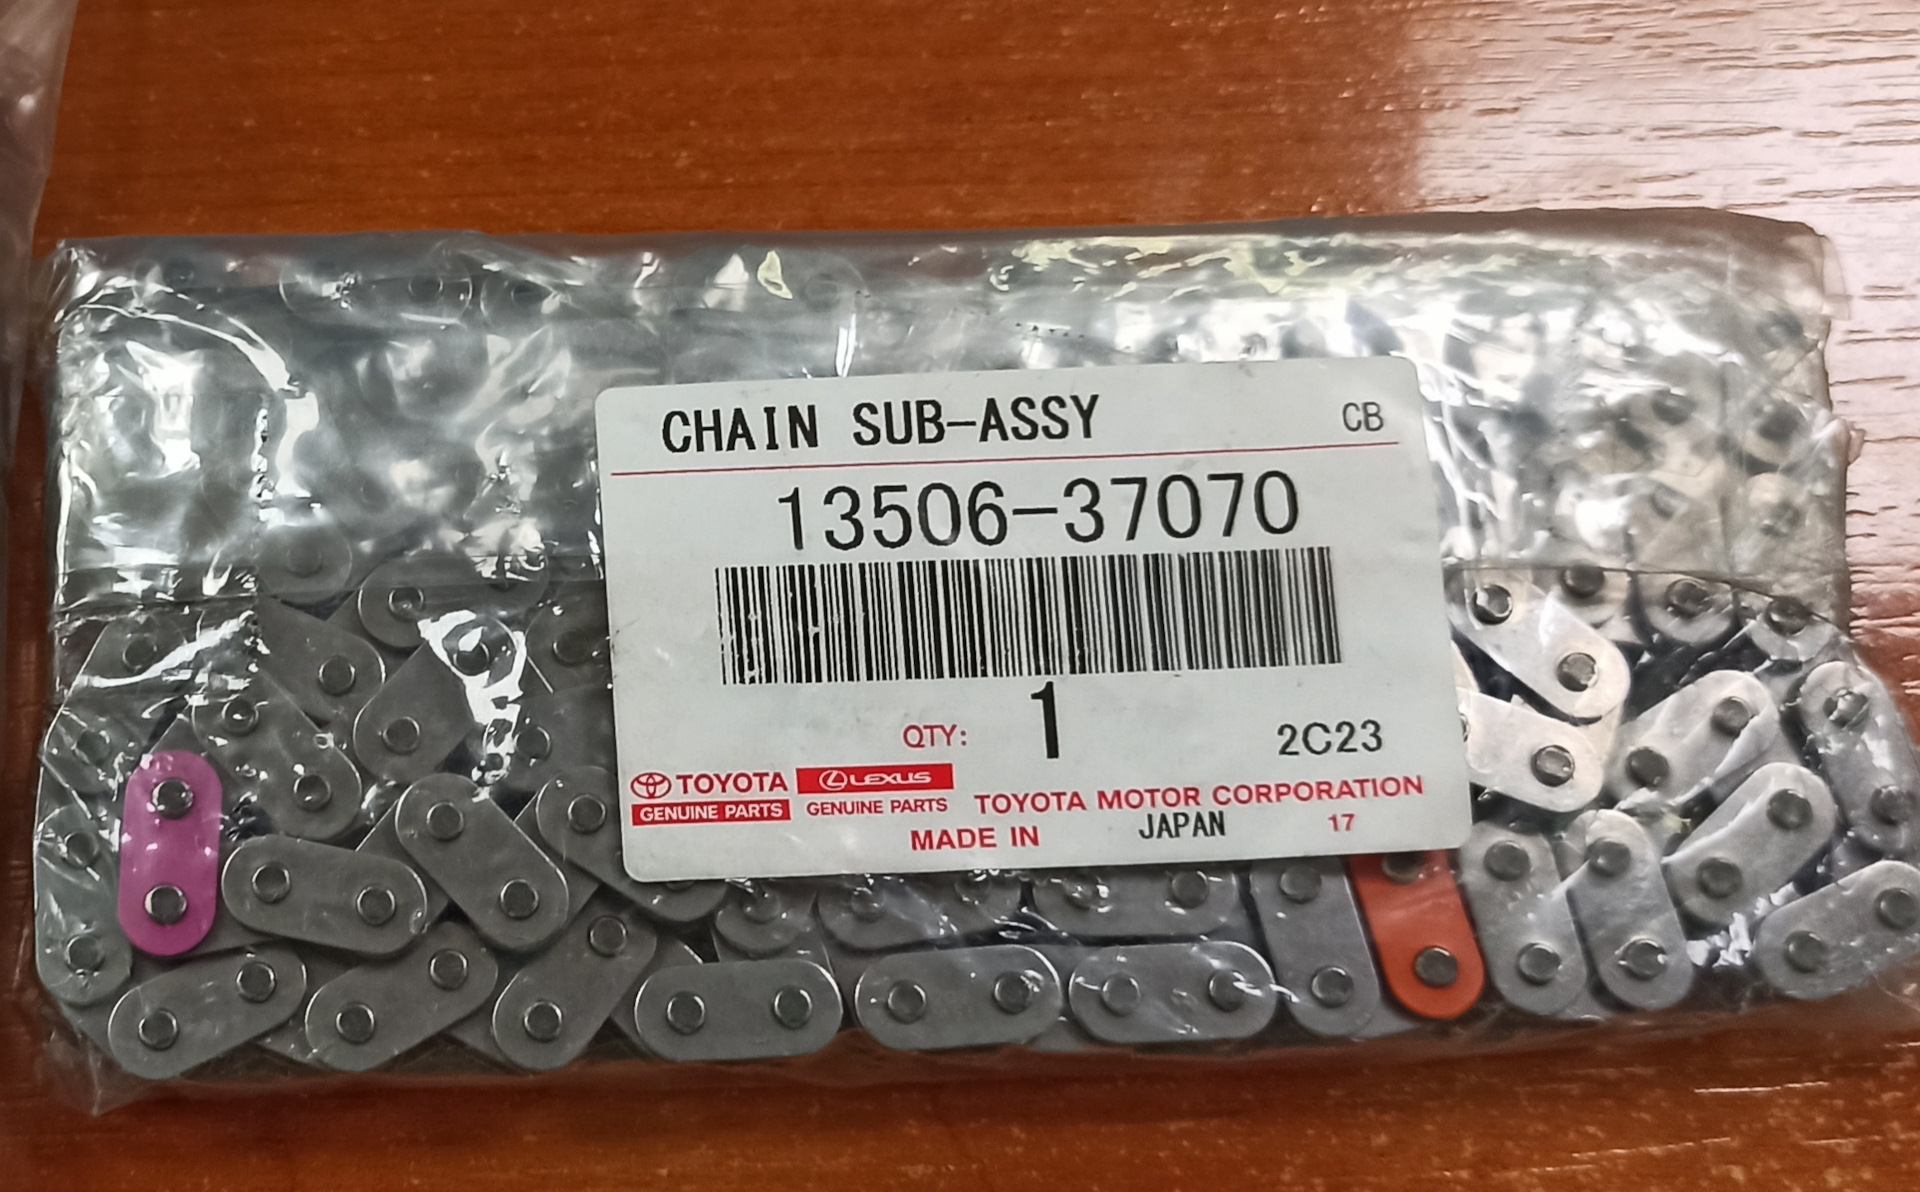 CHAIN SUB-ASSY CB
13506-37070
QTY: 1 2C23
TOYOTA LEXUS
GENUINE PARTS GENUINE PARTS TOYOTA MOTOR CORPORATION
MADE IN JAPAN 17